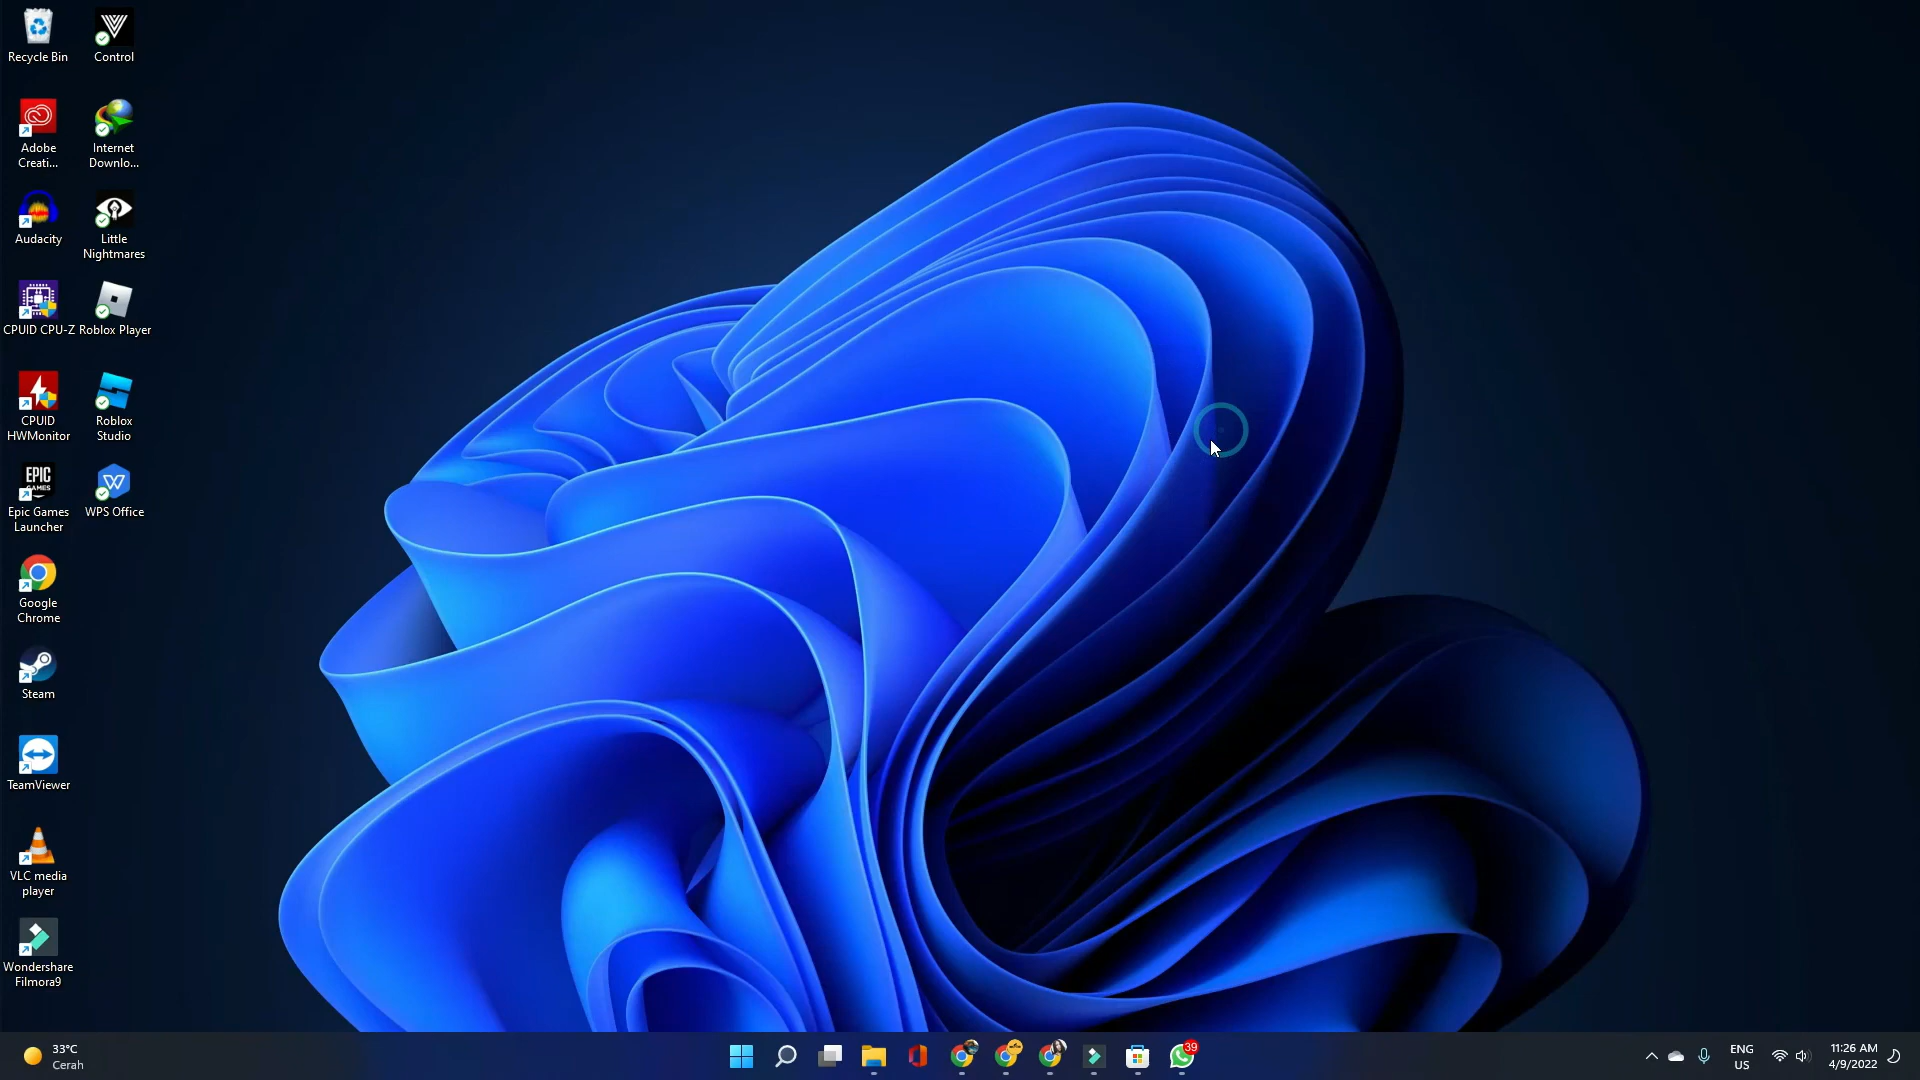 Recycle Bin
Control
Adobe
Creati...
Internet
Downlo...
Audacity
Little
Nightmares
CPUID CPU-Z
Roblox Player
CPUID
HWMonitor
Roblox
Studio
EPIC
GAMES
Epic Games
Launcher
WPS Office
Google
Chrome
Steam
TeamViewer
VLC media
player
Wondershare
Filmora9
33°C
Cerah
39
ENG
US
11:26 AM
4/9/2022